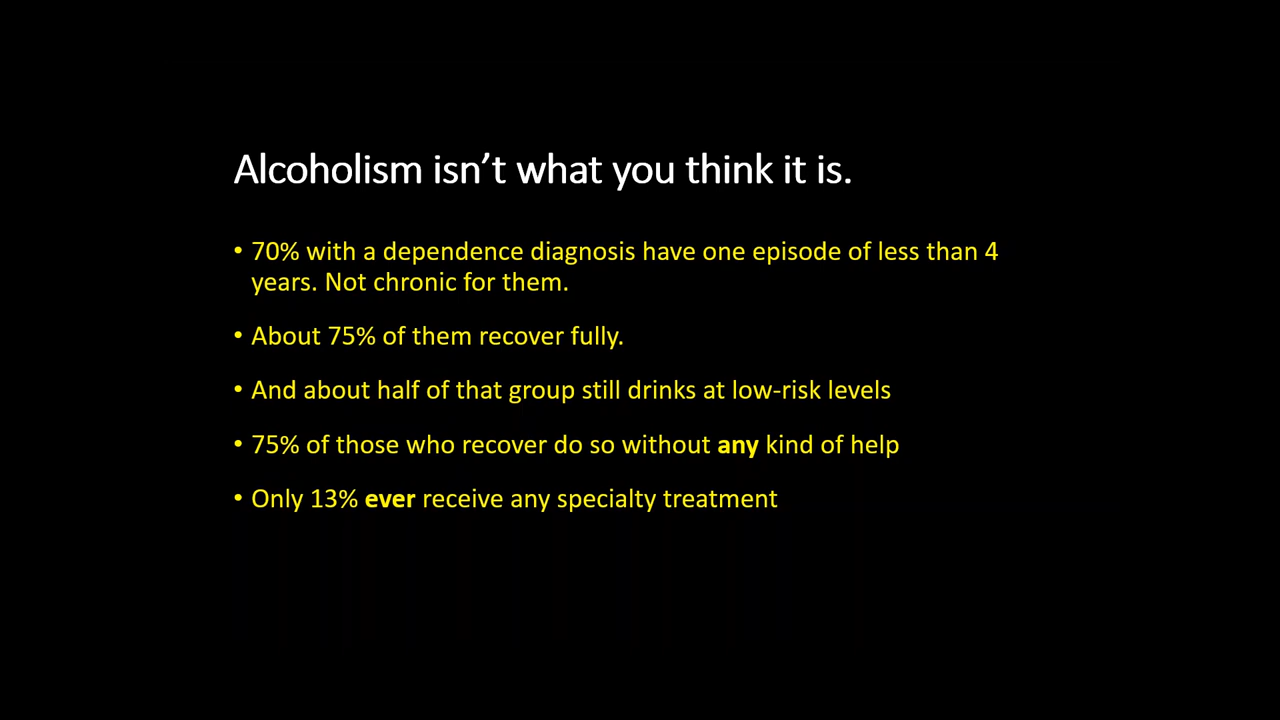 Alcoholism isn’t what you think it is.
• 70% with a dependence diagnosis have one episode of less than 4
years. Not chronic for them.
• About 75% of them recover fully.
• And about half of that group still drinks at low-risk levels
• 75% of those who recover do so without any kind of help
• Only 13% ever receive any specialty treatment